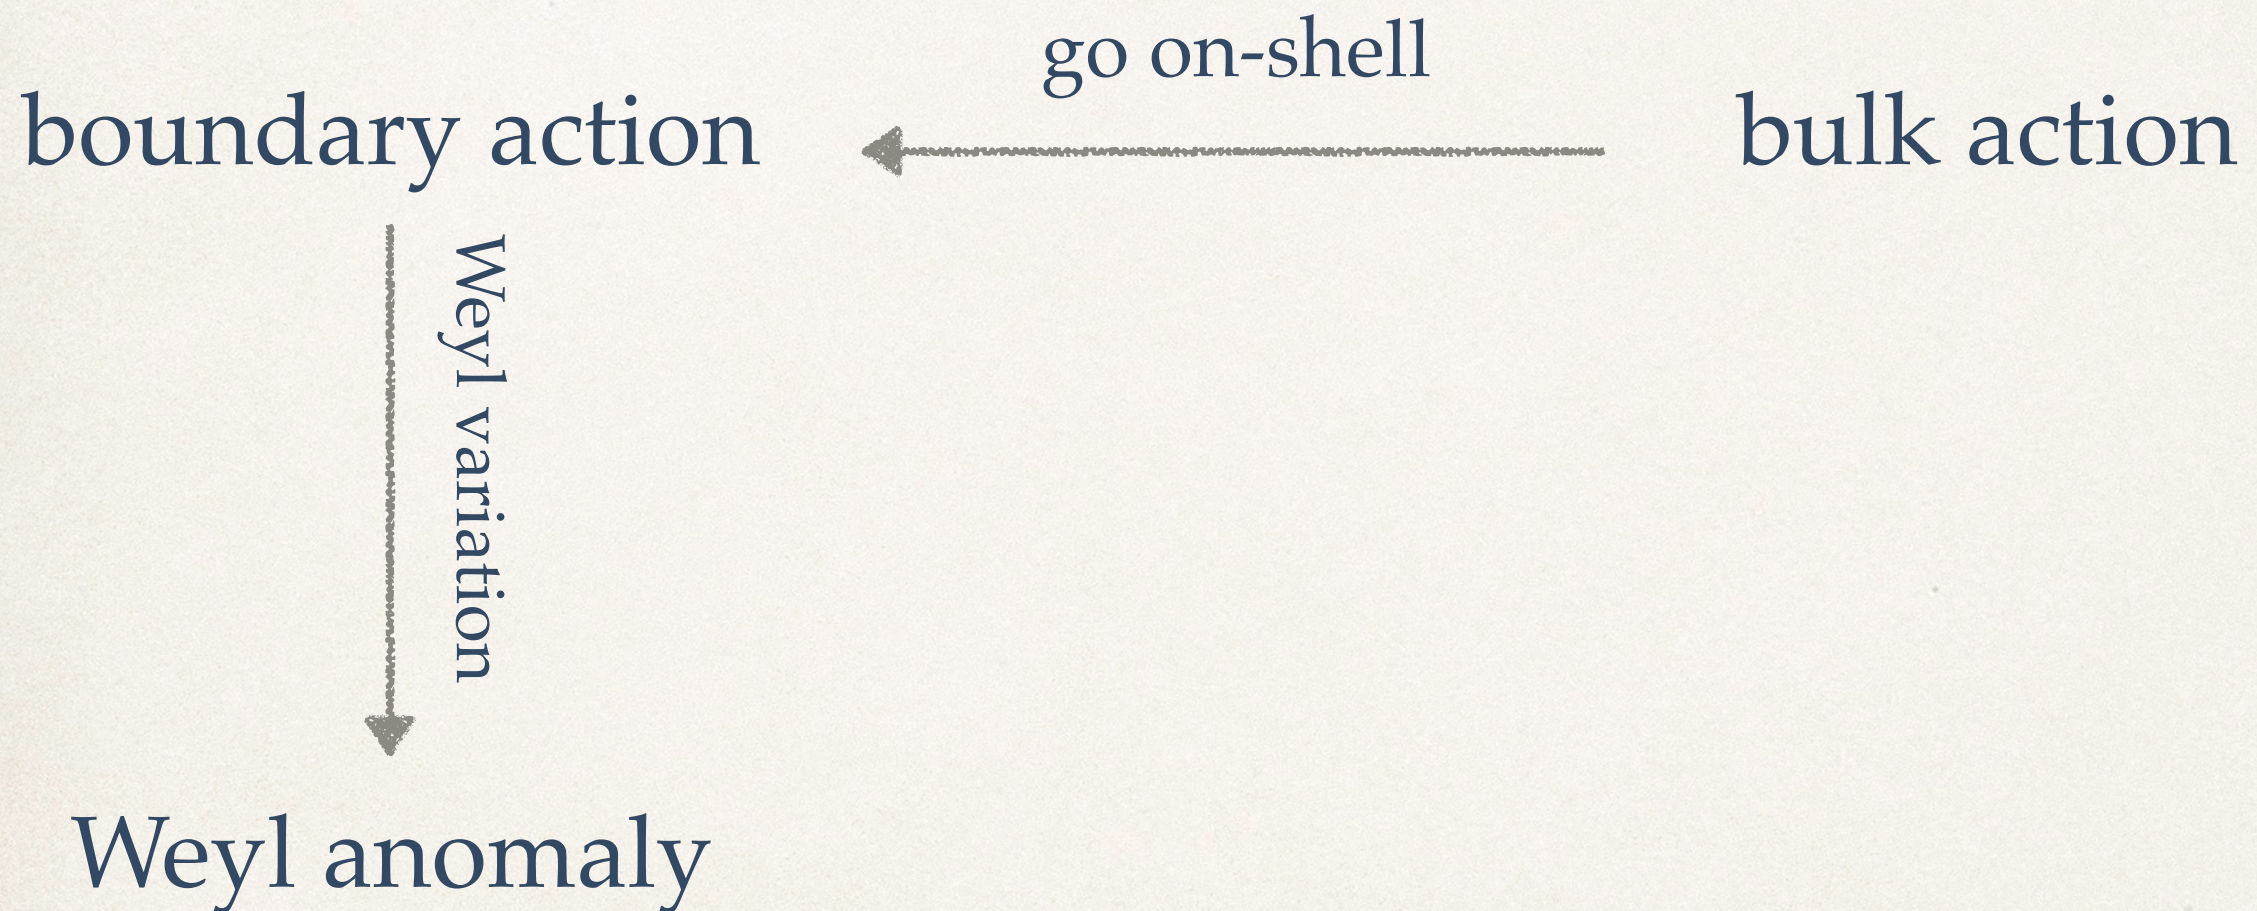 go on-shell
boundary action
bulk action
Weyl variation
Weyl anomaly